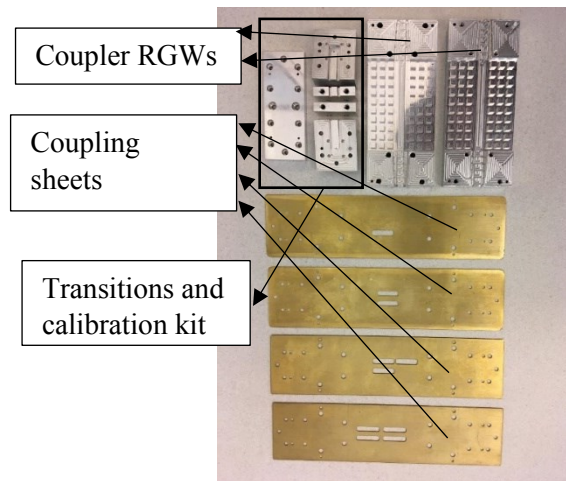 Coupler RGWs
Coupling
sheets
Transitions and
calibration kit